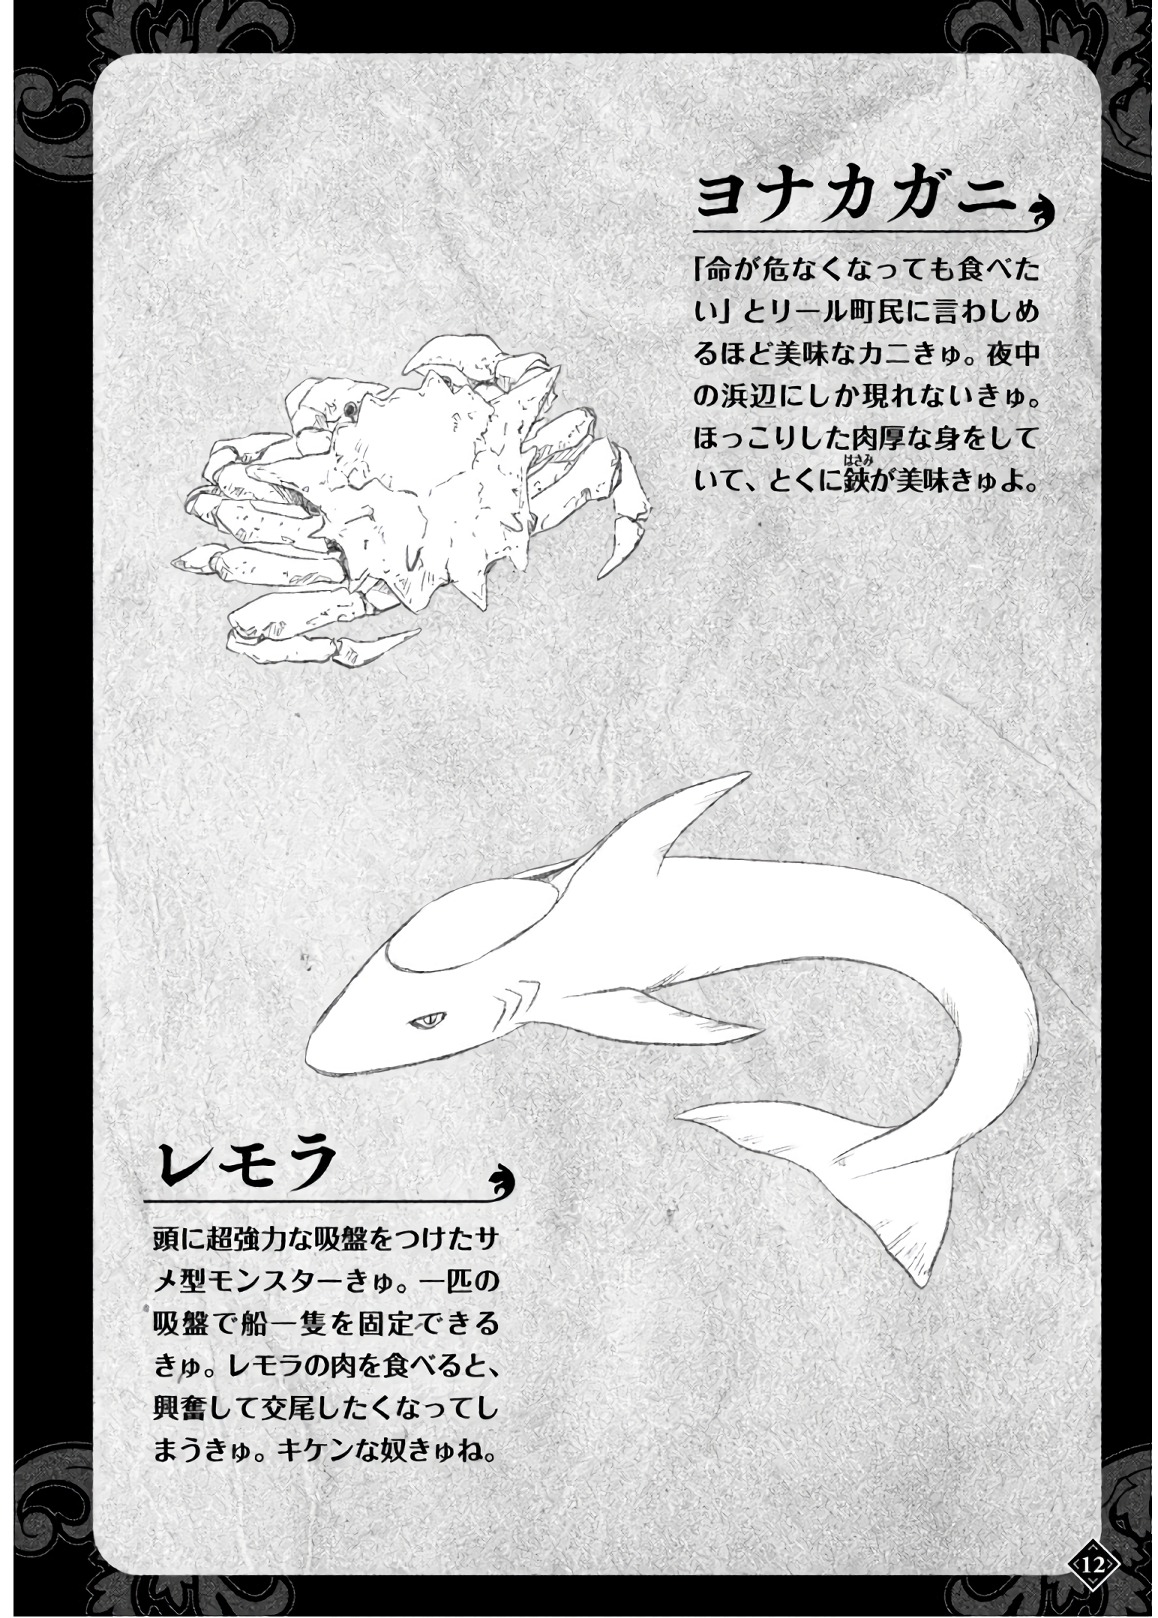 ヨナカガニ
「命が危なくなっても食べた
い」とリール町民に言わしめ
るほど美味なカニきゅ。夜中
の浜辺にしか現れないきゅ。
ほっこりした肉厚な身をして
はさみ
いて、とくに鋏が美味きゅよ。
レモラ
頭に超強力な吸盤をつけたサ
メ型モンスターきゅ。一匹の
吸盤で船一隻を固定できる
きゅ。レモラの肉を食べると、
興奮して交尾したくなってし
まうきゅ。キケンな奴きゅね。
12